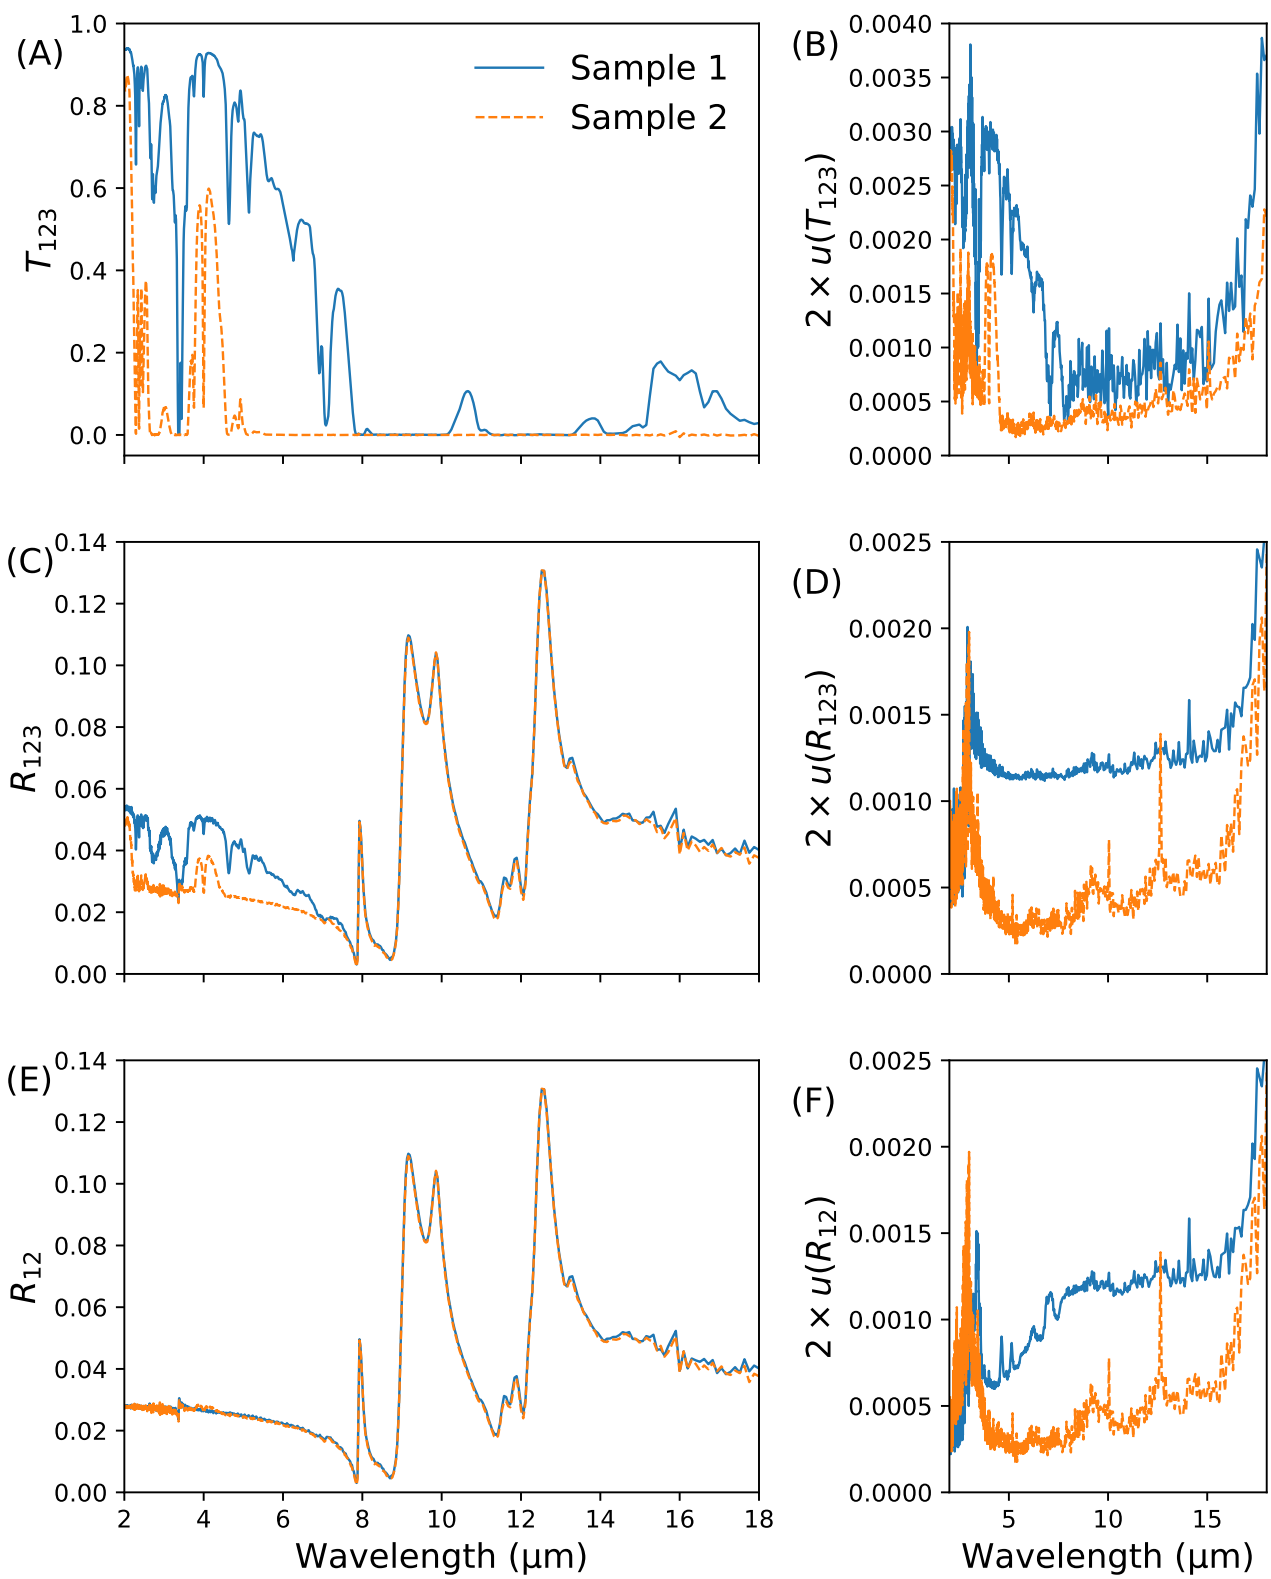 (A)
1.0
0.8
0.6
0.4
0.2
0.0
T₁₂₃
Sample 1
Sample 2
(B)
0.0040
0.0035
0.0030
0.0025
0.0020
0.0015
0.0010
0.0005
0.0000
2 × u(T₁₂₃)
(C)
0.14
0.12
0.10
0.08
0.06
0.04
0.02
0.00
R₁₂₃
(D)
0.0025
0.0020
0.0015
0.0010
0.0005
0.0000
2 × u(R₁₂₃)
(E)
0.14
0.12
0.10
0.08
0.06
0.04
0.02
0.00
R₁₂
2 4 6 8 10 12 14 16 18
Wavelength (μm)
(F)
0.0025
0.0020
0.0015
0.0010
0.0005
0.0000
2 × u(R₁₂)
5 10 15
Wavelength (μm)